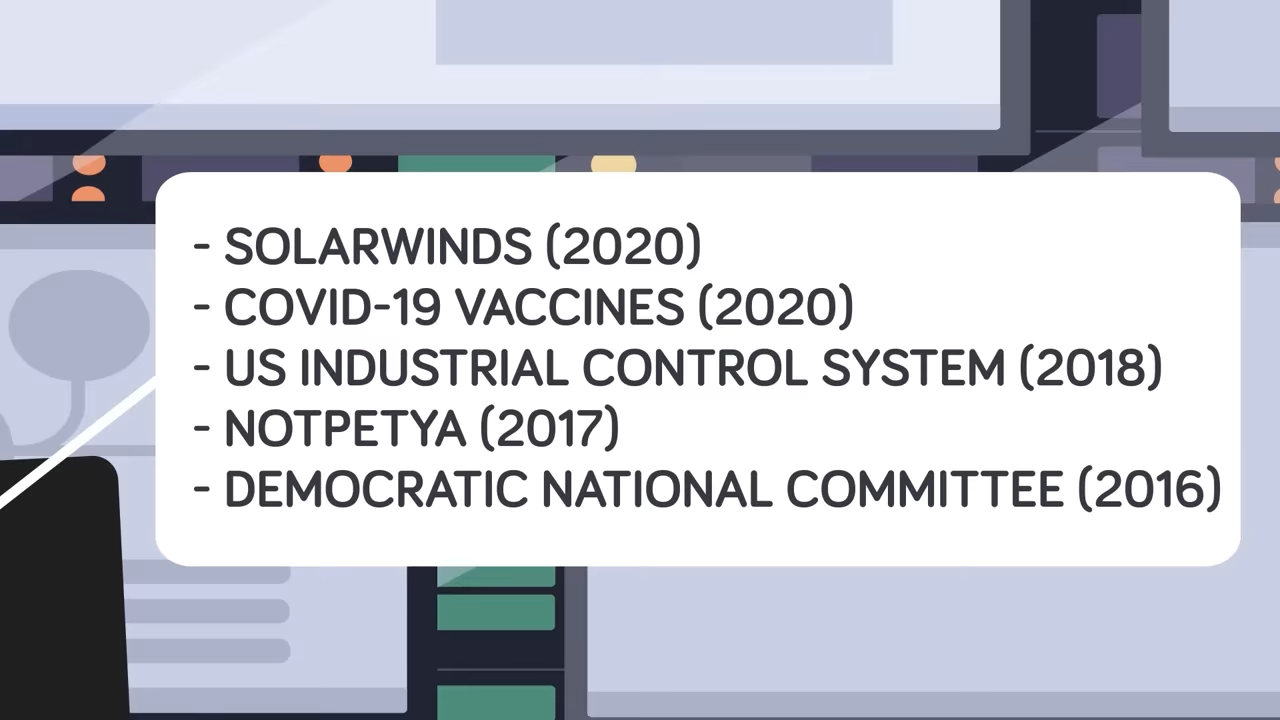 - SOLARWINDS (2020)
- COVID-19 VACCINES (2020)
- US INDUSTRIAL CONTROL SYSTEM (2018)
- NOTPETYA (2017)
- DEMOCRATIC NATIONAL COMMITTEE (2016)